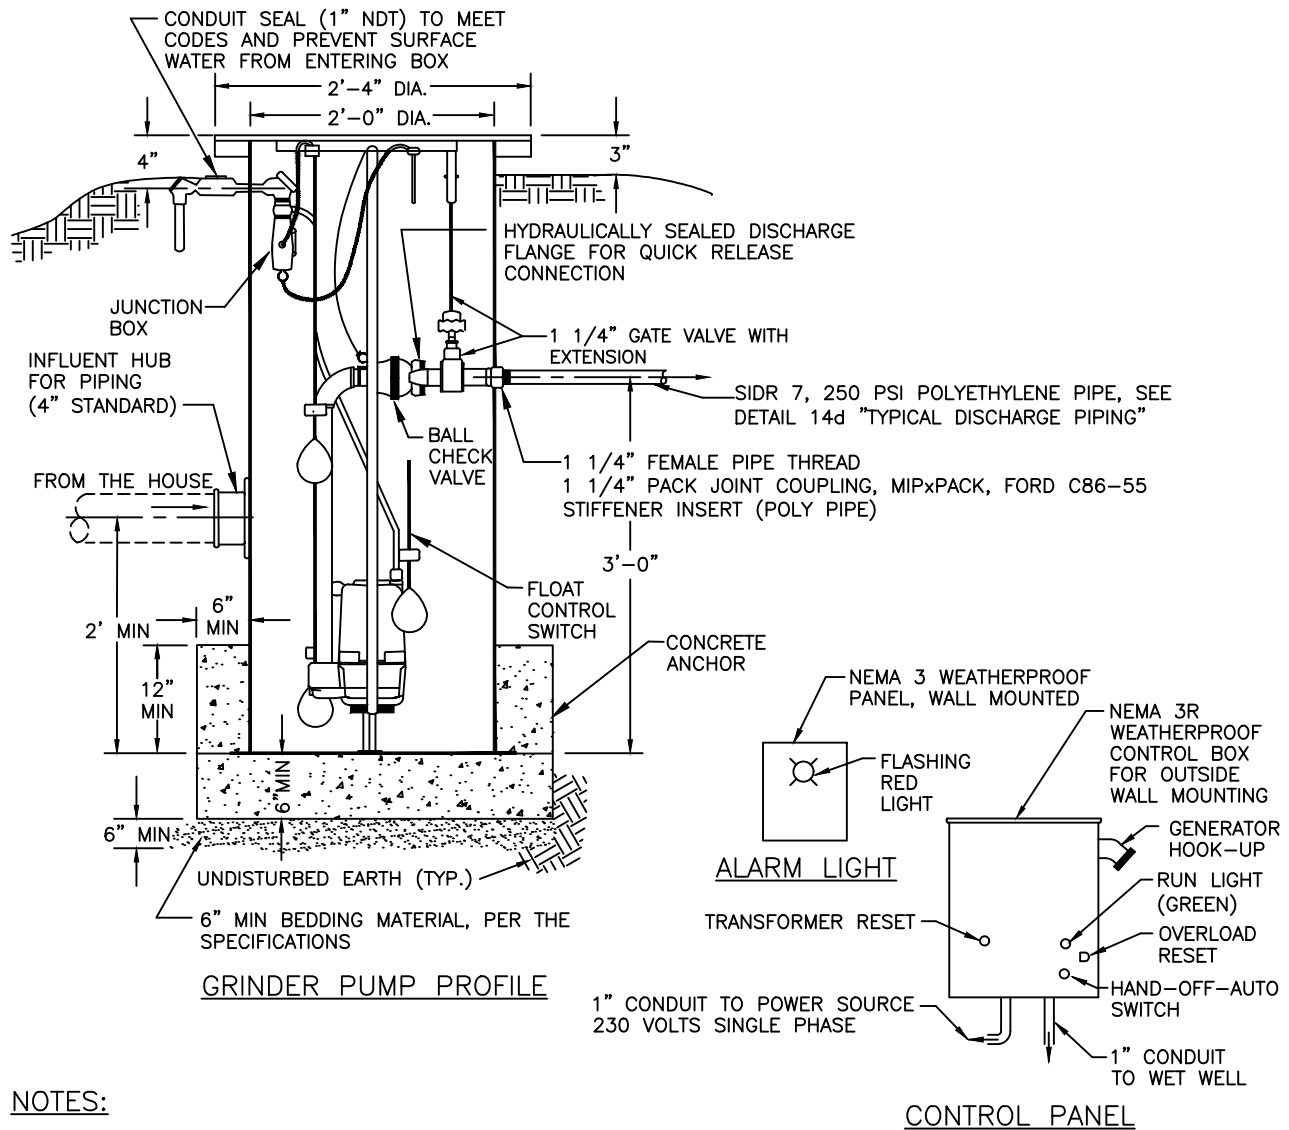 CONDUIT SEAL (1" NDT) TO MEET
CODES AND PREVENT SURFACE
WATER FROM ENTERING BOX
2'-4" DIA.
2'-0" DIA.
4"
3"
HYDRAULICALLY SEALED DISCHARGE
FLANGE FOR QUICK RELEASE
CONNECTION
JUNCTION
BOX
1 1/4" GATE VALVE WITH
EXTENSION
INFLUENT HUB
FOR PIPING
(4" STANDARD)
SIDR 7, 250 PSI POLYETHYLENE PIPE, SEE
DETAIL 14d "TYPICAL DISCHARGE PIPING"
BALL
CHECK
VALVE
FROM THE HOUSE
1 1/4" FEMALE PIPE THREAD
1 1/4" PACK JOINT COUPLING, MIPxPACK, FORD C86-55
STIFFENER INSERT (POLY PIPE)
3'-0"
FLOAT
CONTROL
SWITCH
6"
MIN
2' MIN
CONCRETE
ANCHOR
12"
MIN
6" MIN
6" MIN
UNDISTURBED EARTH (TYP.)
6" MIN BEDDING MATERIAL, PER THE
SPECIFICATIONS
GRINDER PUMP PROFILE
NEMA 3 WEATHERPROOF
PANEL, WALL MOUNTED
FLASHING
RED
LIGHT
ALARM LIGHT
NEMA 3R
WEATHERPROOF
CONTROL BOX
FOR OUTSIDE
WALL MOUNTING
GENERATOR
HOOK-UP
RUN LIGHT
(GREEN)
TRANSFORMER RESET
OVERLOAD
RESET
HAND-OFF-AUTO
SWITCH
1" CONDUIT TO POWER SOURCE
230 VOLTS SINGLE PHASE
1" CONDUIT
TO WET WELL
CONTROL PANEL
NOTES: